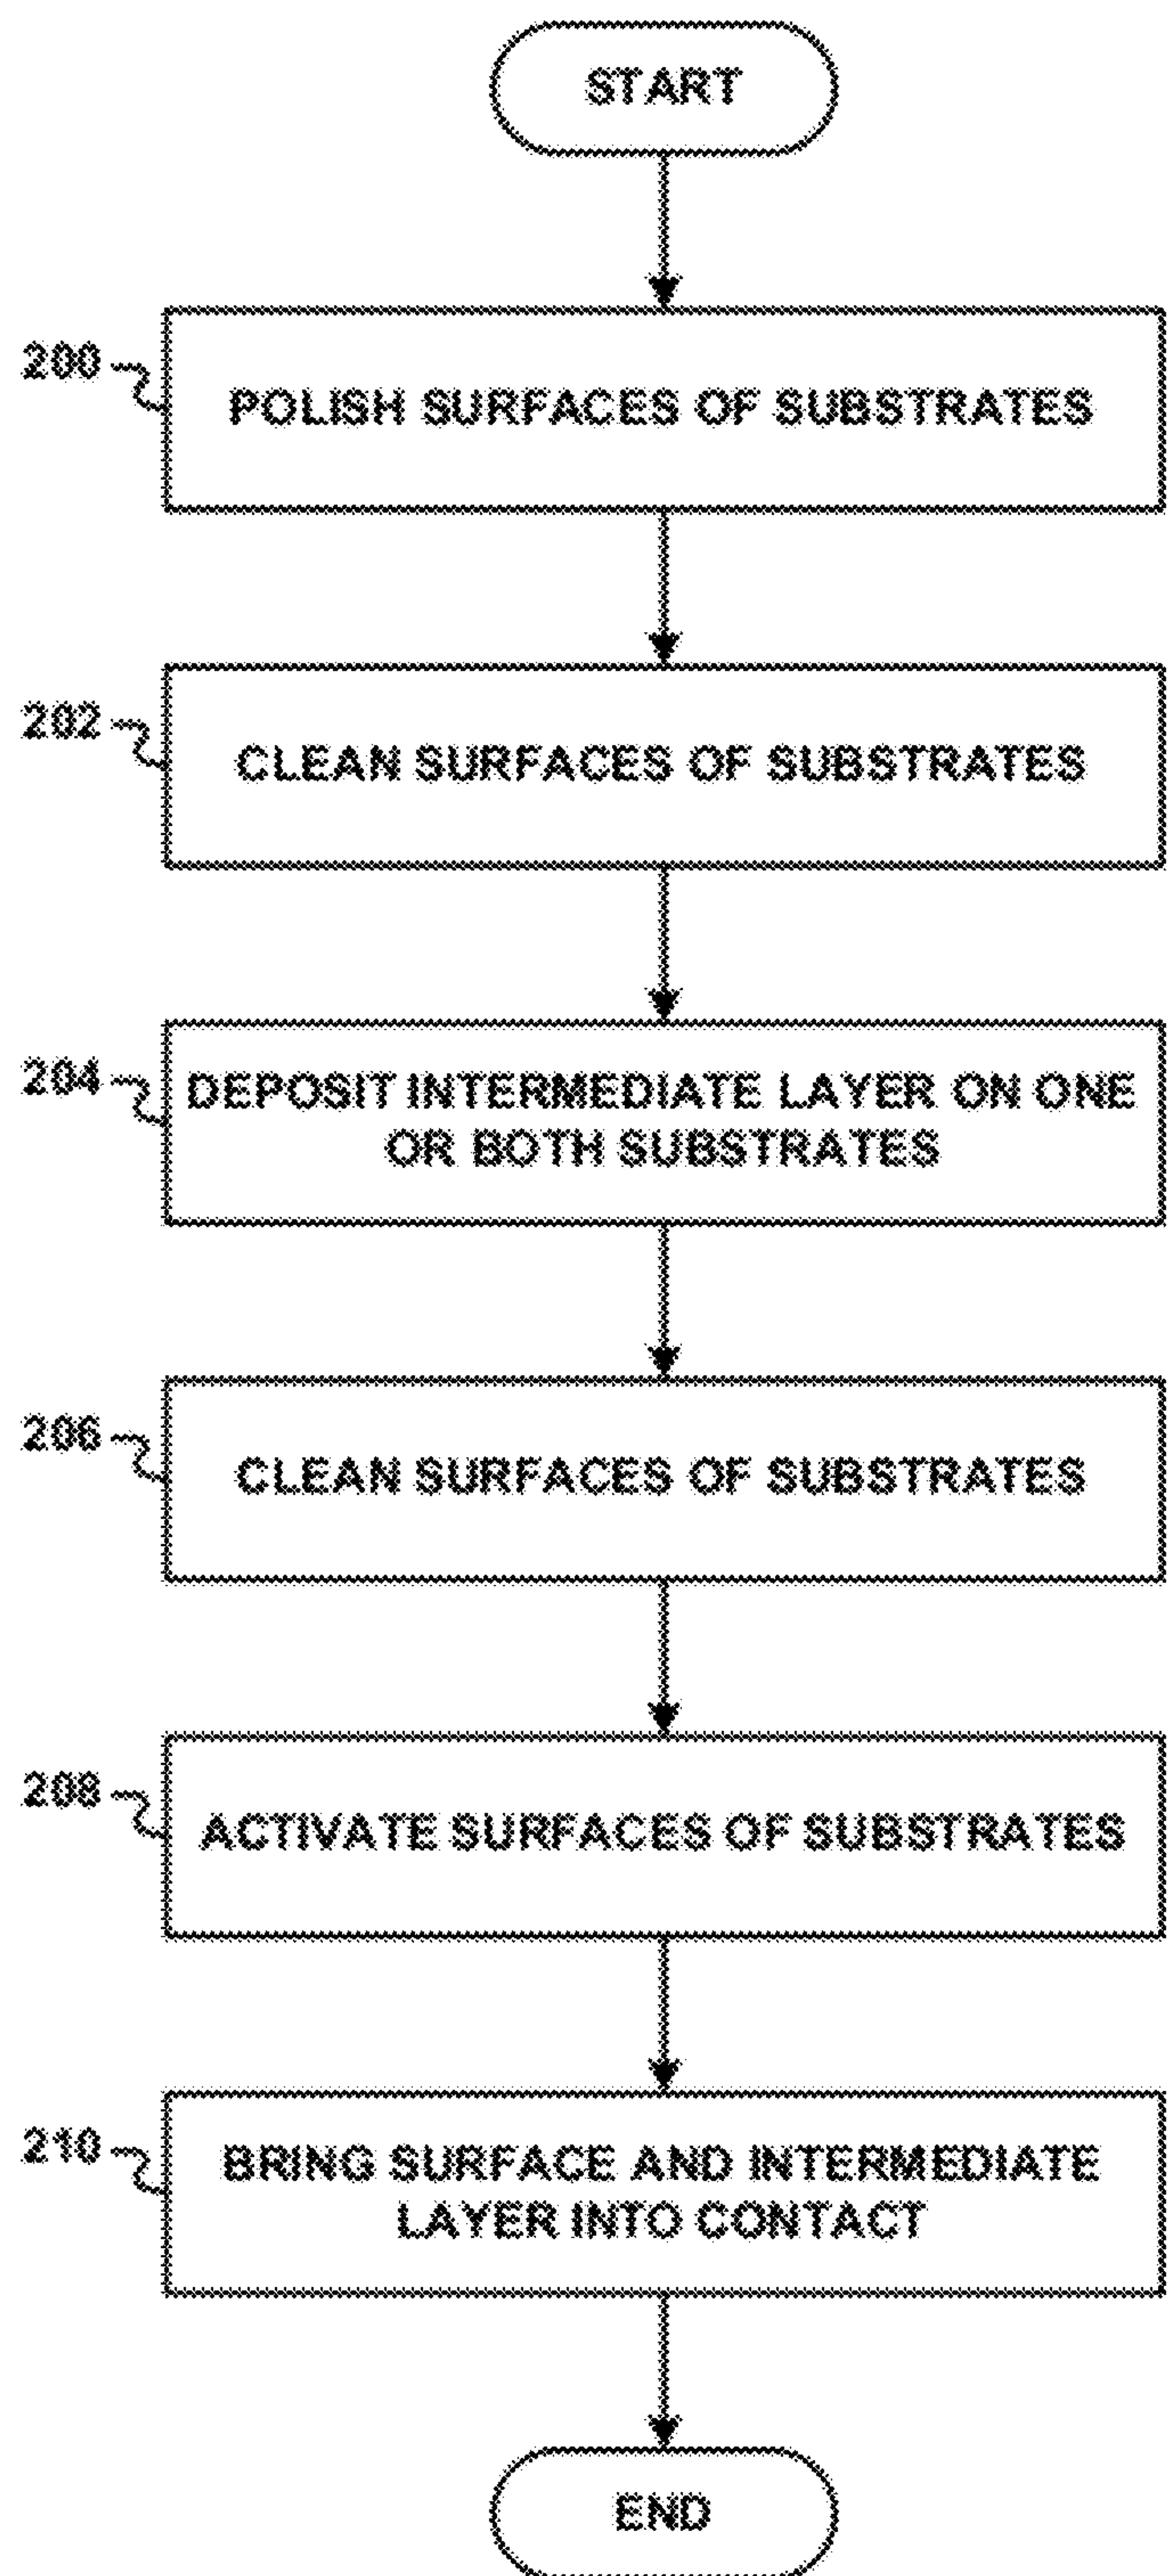 START
200
POLISH SURFACES OF SUBSTRATES
202
CLEAN SURFACES OF SUBSTRATES
204
DEPOSIT INTERMEDIATE LAYER ON ONE
OR BOTH SUBSTRATES
206
CLEAN SURFACES OF SUBSTRATES
208
ACTIVATE SURFACES OF SUBSTRATES
210
BRING SURFACE AND INTERMEDIATE
LAYER INTO CONTACT
END